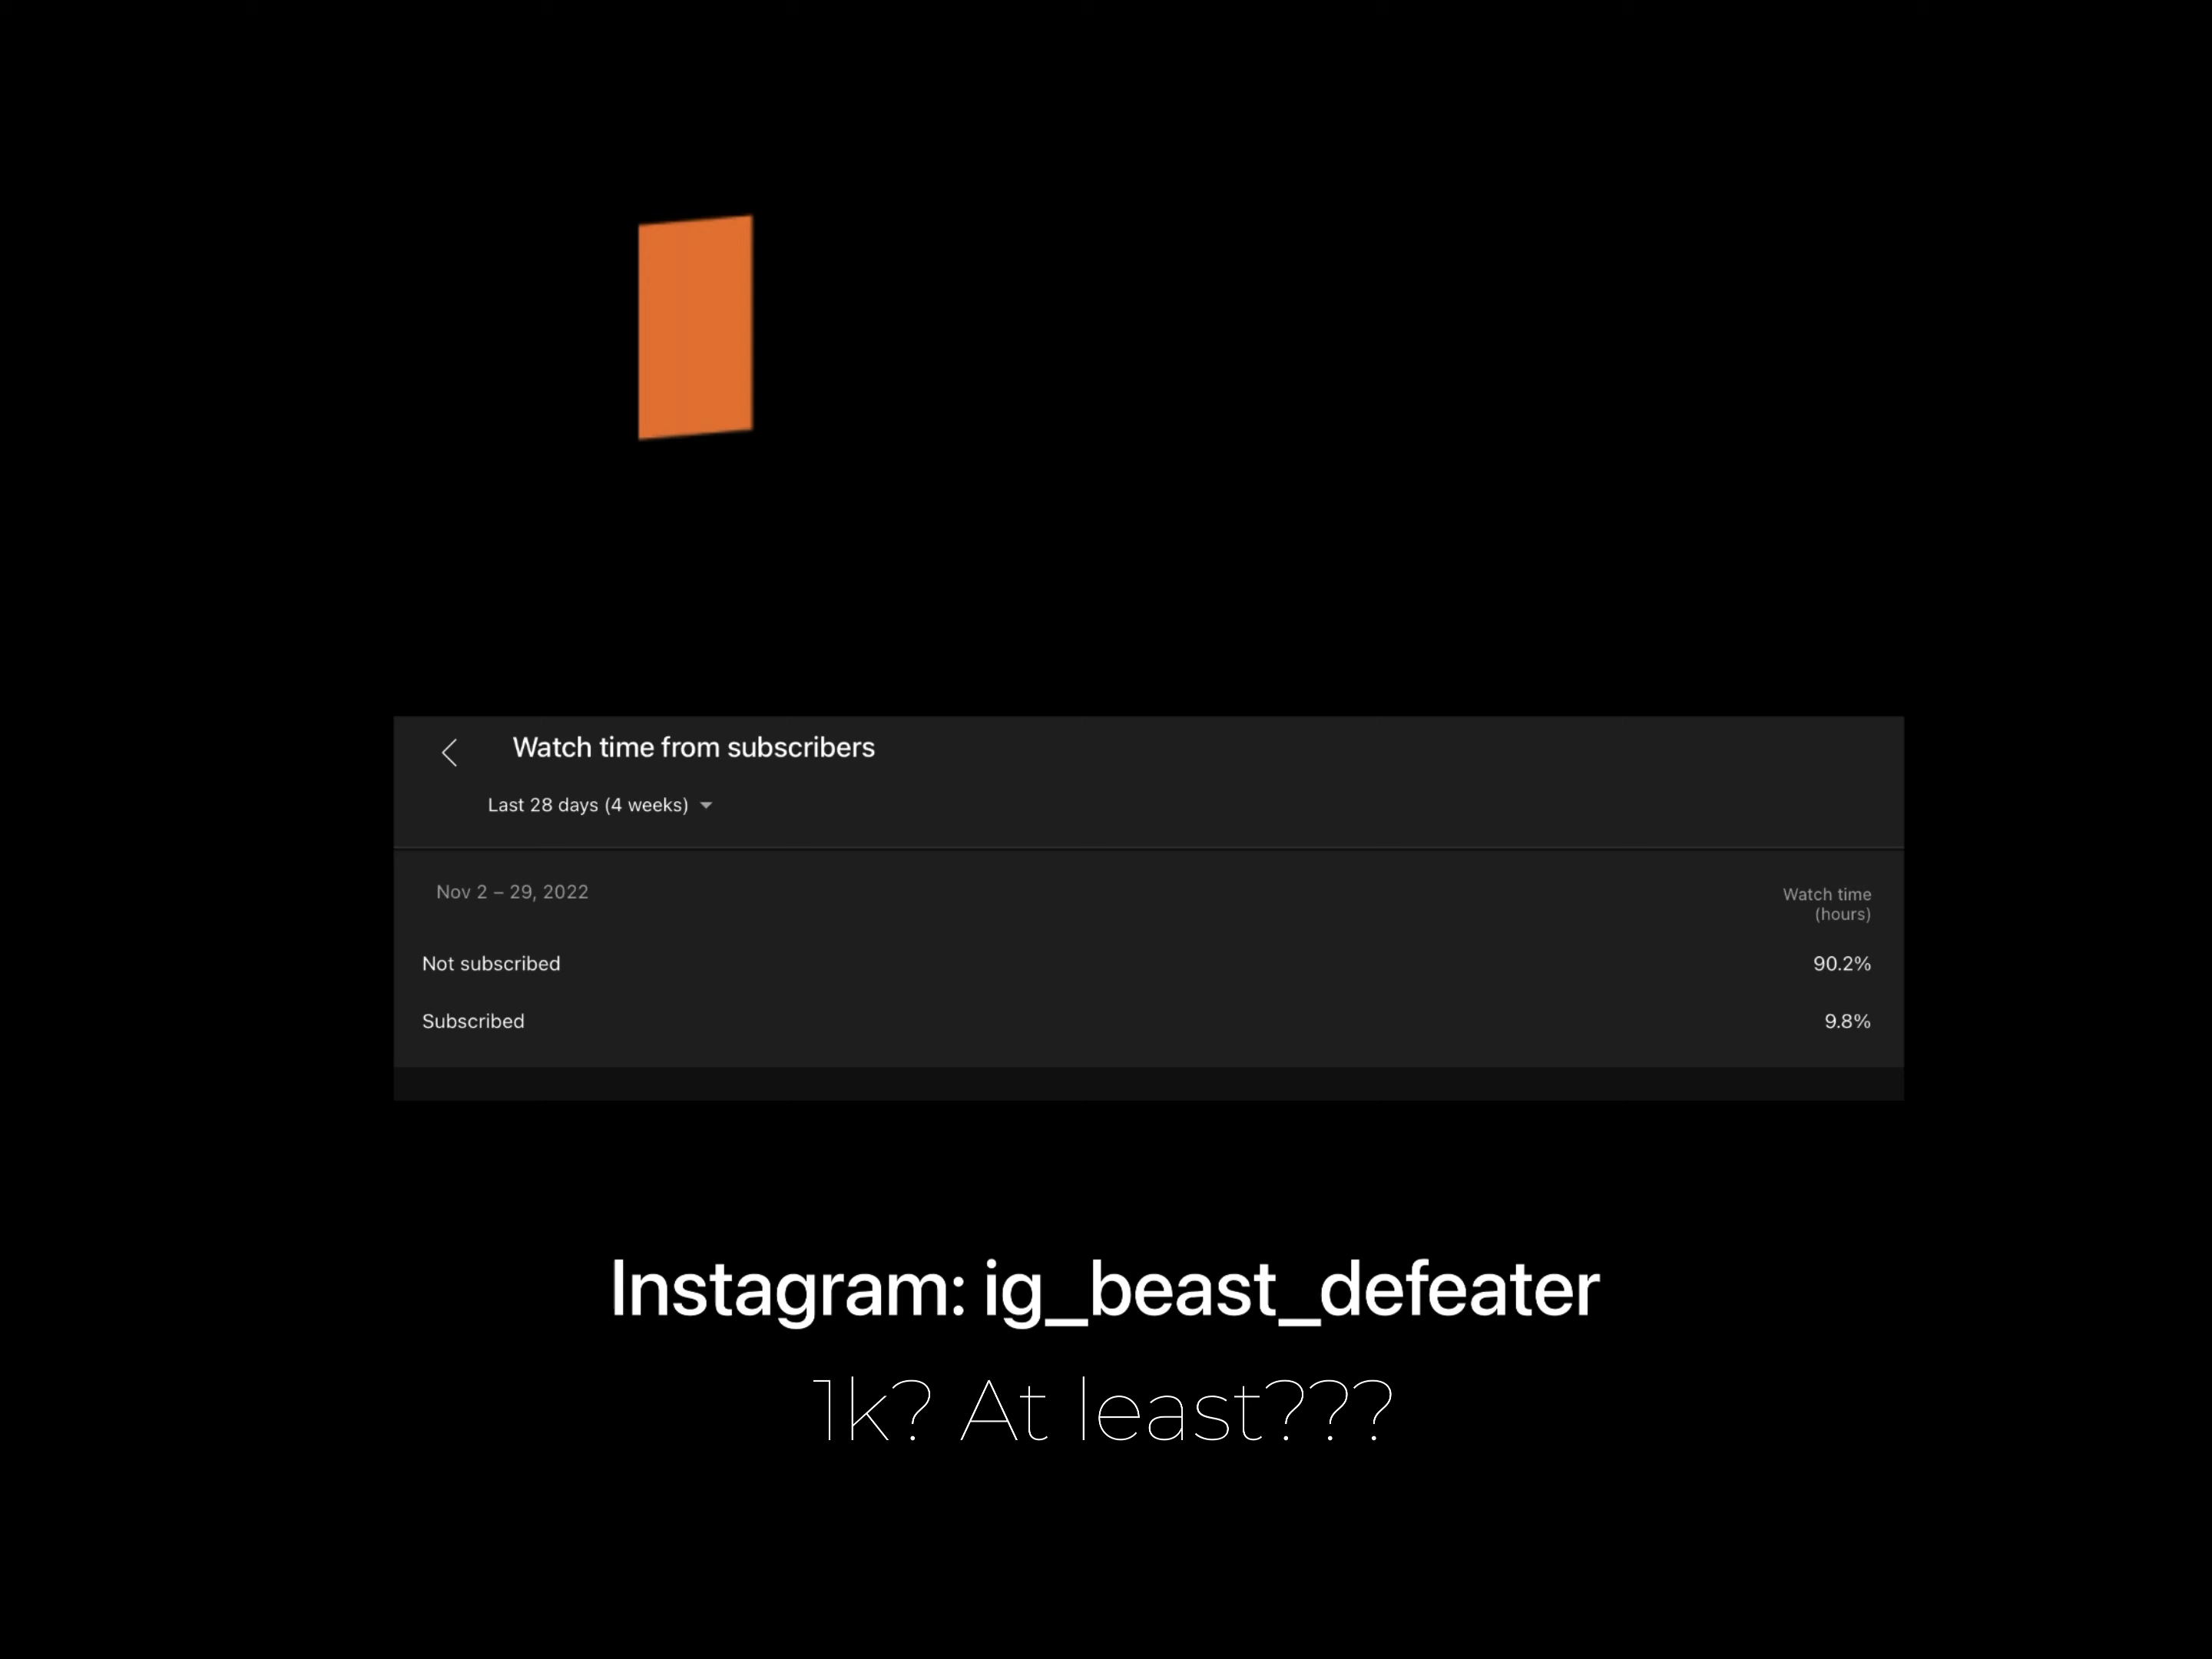 Watch time from subscribers
Last 28 days (4 weeks)
Nov 2 – 29, 2022
Watch time
(hours)
Not subscribed 90.2%
Subscribed 9.8%
Instagram: ig_beast_defeater
1k? At least???